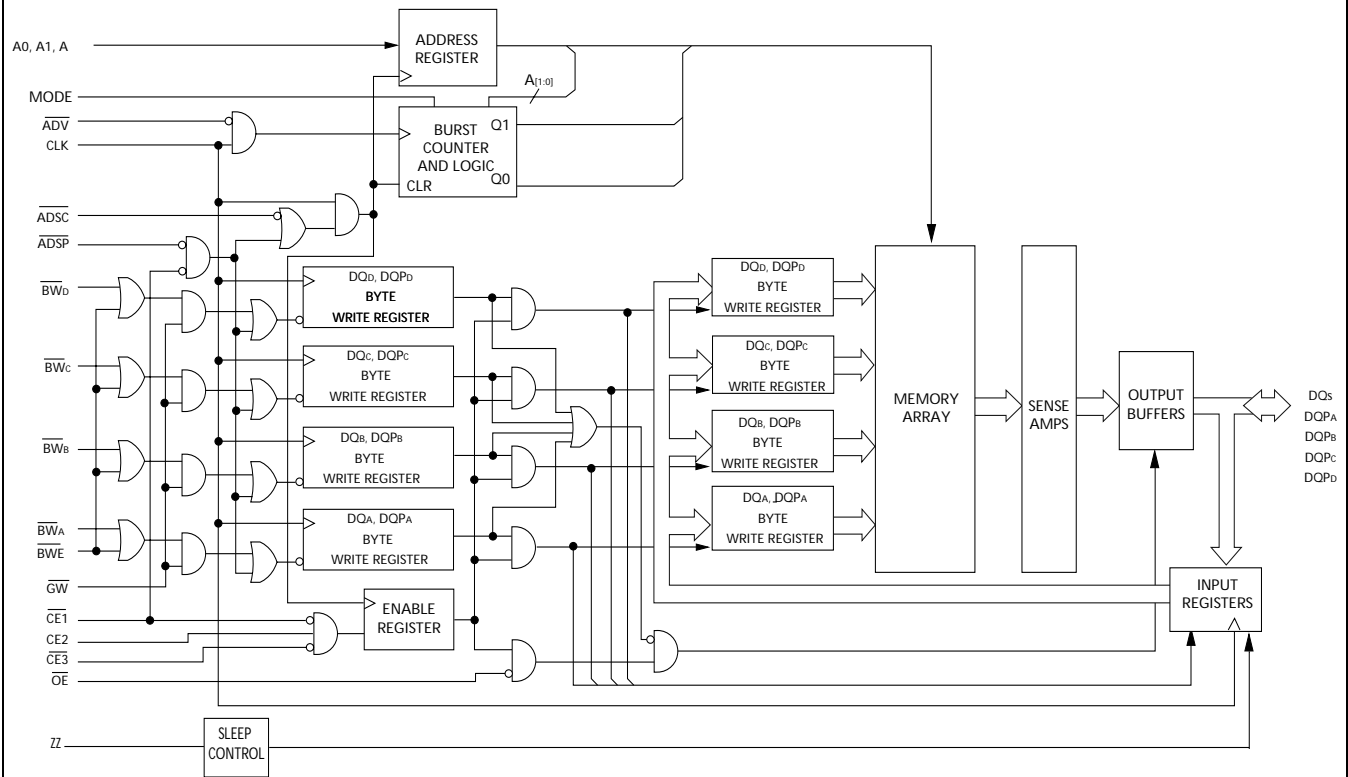 A0, A1, A
ADDRESS
REGISTER
A[1:0]
MODE
ADV
CLK
BURST
COUNTER
AND LOGIC
CLR
Q1
Q0
ADSC
ADSP
BWD
DQD, DQPD
BYTE
WRITE REGISTER
DQD, DQPD
BYTE
WRITE REGISTER
BWC
DQC, DQPC
BYTE
WRITE REGISTER
DQC, DQPC
BYTE
WRITE REGISTER
BWB
DQB, DQPB
BYTE
WRITE REGISTER
DQB, DQPB
BYTE
WRITE REGISTER
BWA
BWE
DQA, DQPA
BYTE
WRITE REGISTER
DQA, DQPA
BYTE
WRITE REGISTER
MEMORY
ARRAY
SENSE
AMPS
OUTPUT
BUFFERS
DQs
DQPA
DQPB
DQPC
DQPD
GW
CE1
CE2
CE3
OE
ENABLE
REGISTER
INPUT
REGISTERS
ZZ
SLEEP
CONTROL